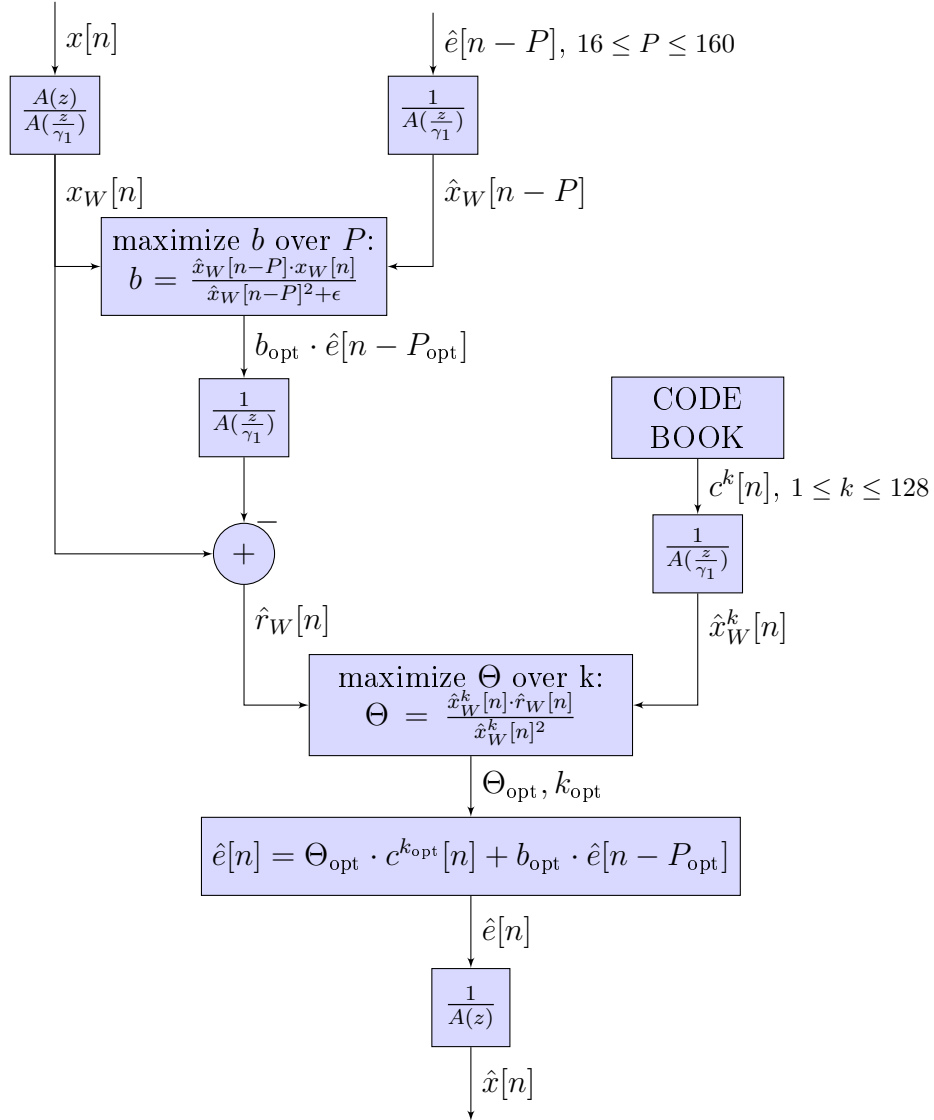 x[n]
ê[n − P], 16 ≤ P ≤ 160
A(z) / A(z/γ₁)
1 / A(z/γ₁)
x_W[n]
x̂_W[n − P]
maximize b over P:
b = x̂_W[n−P]·x_W[n] / x̂_W[n−P]²+ϵ
b_opt · ê[n − P_opt]
1 / A(z/γ₁)
CODE
BOOK
c^k[n], 1 ≤ k ≤ 128
−
+
1 / A(z/γ₁)
r̂_W[n]
x̂^k_W[n]
maximize Θ over k:
Θ = x̂^k_W[n]·r̂_W[n] / x̂^k_W[n]²
Θ_opt, k_opt
ê[n] = Θ_opt · c^{k_opt}[n] + b_opt · ê[n − P_opt]
ê[n]
1 / A(z)
x̂[n]